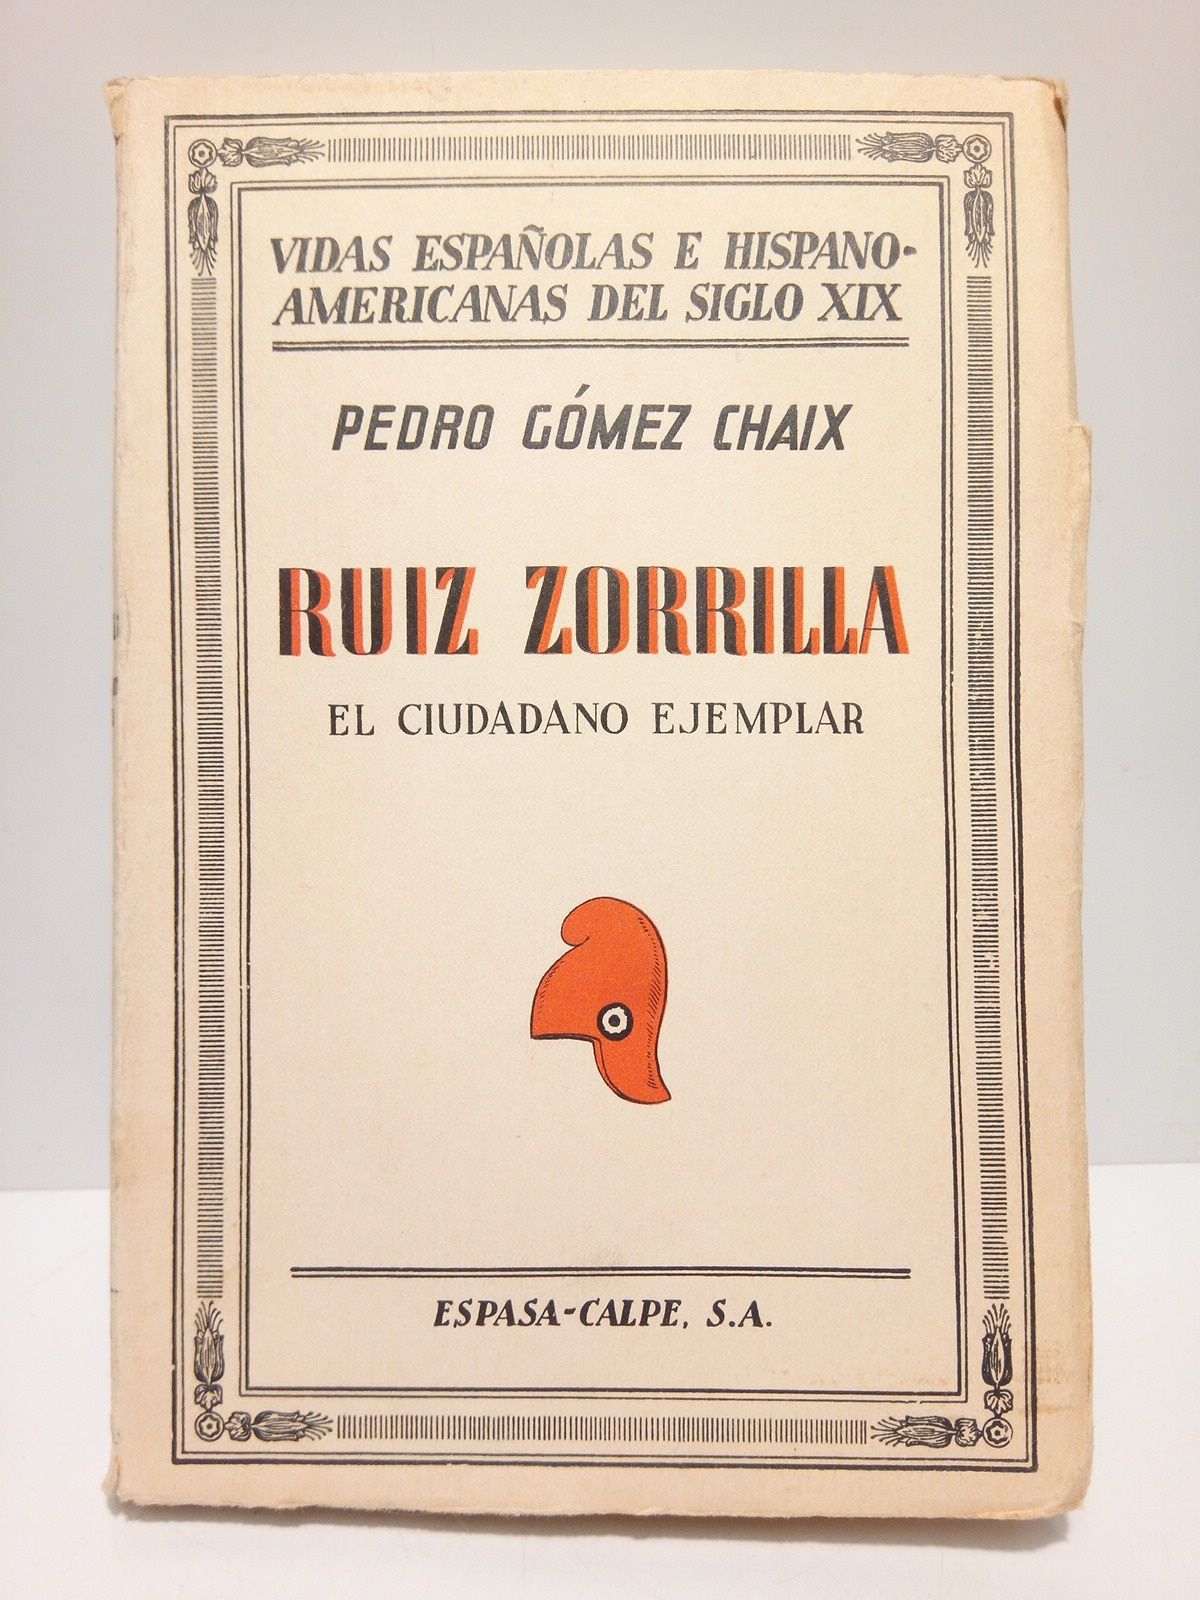 VIDAS ESPAÑOLAS E HISPANO-
AMERICANAS DEL SIGLO XIX
PEDRO GÓMEZ CHAIX
RUIZ ZORRILLA
EL CIUDADANO EJEMPLAR
ESPASA-CALPE, S.A.